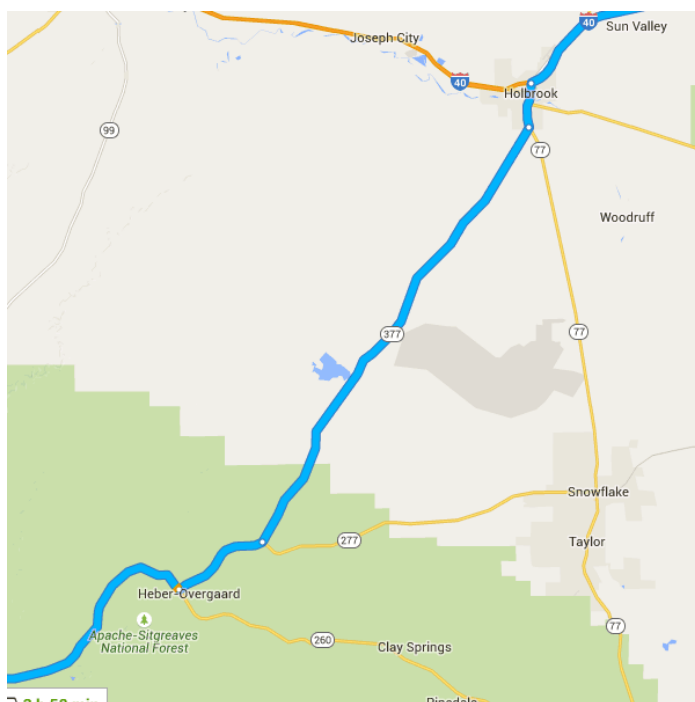 40
Sun Valley
Joseph City
40
Holbrook
99
77
Woodruff
377
77
Snowflake
277
Taylor
Heber-Overgaard
77
Apache-Sitgreaves
National Forest
260
Clay Springs